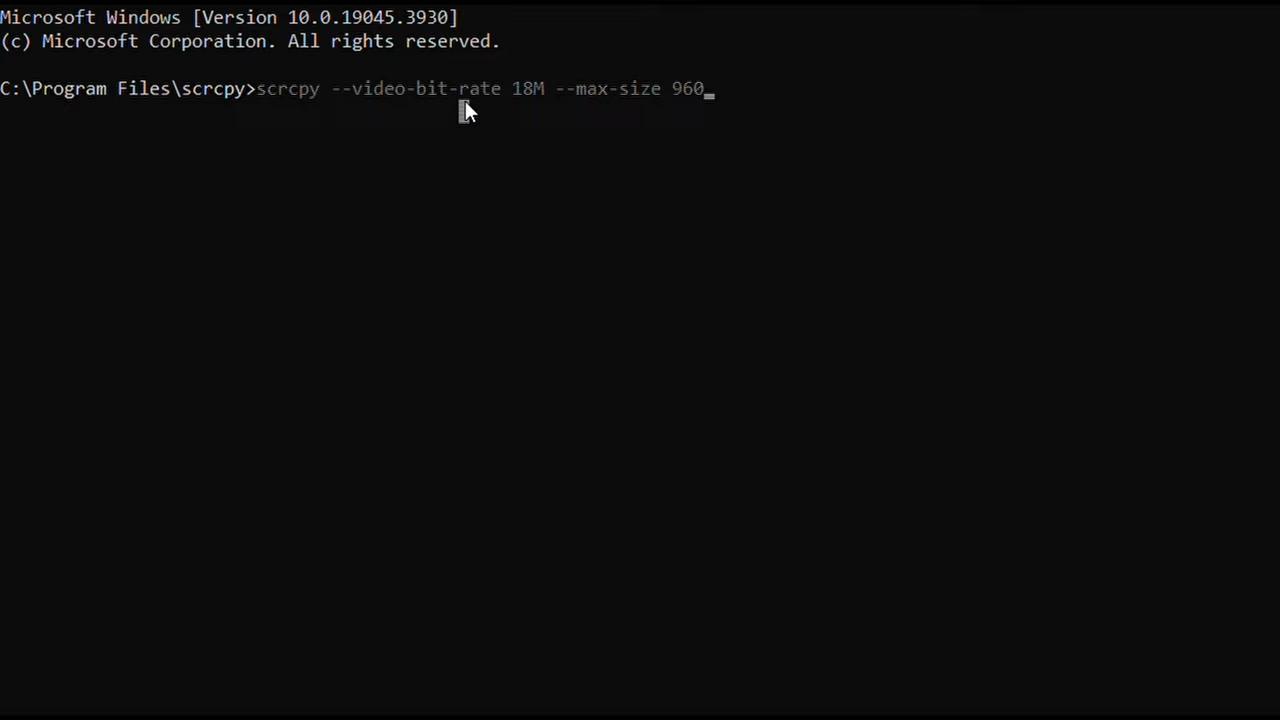 Microsoft Windows [Version 10.0.19045.3930]
(c) Microsoft Corporation. All rights reserved.
C:\Program Files\scrcpy>scrcpy --video-bit-rate 18M --max-size 960